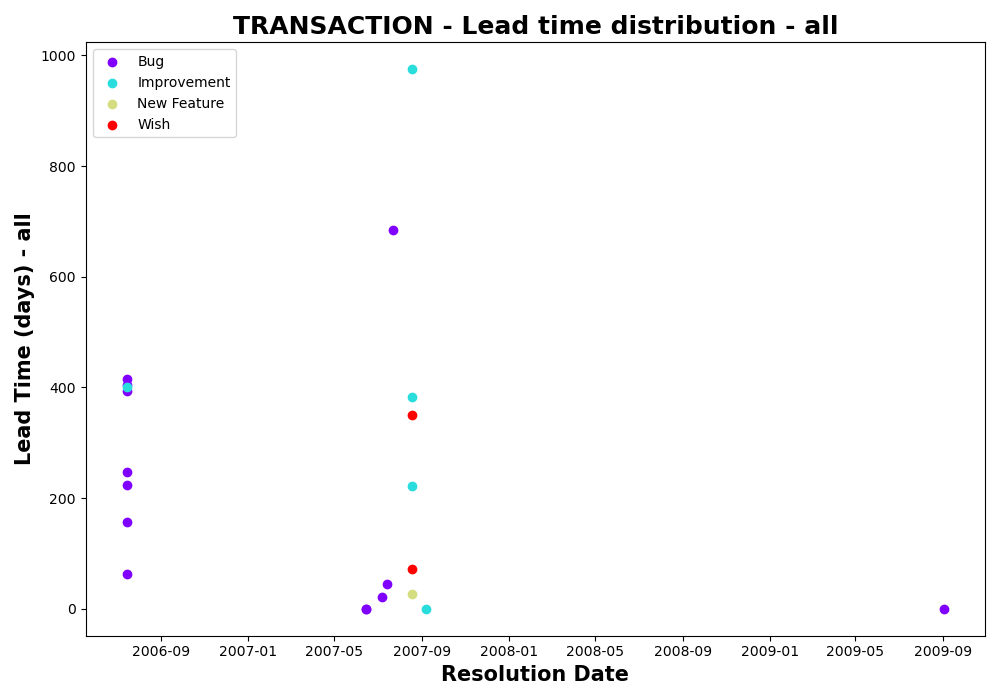 TRANSACTION - Lead time distribution - all
Bug
Improvement
New Feature
Wish
Lead Time (days) - all
1000
800
600
400
200
0
2006-09 2007-01 2007-05 2007-09 2008-01 2008-05 2008-09 2009-01 2009-05 2009-09
Resolution Date